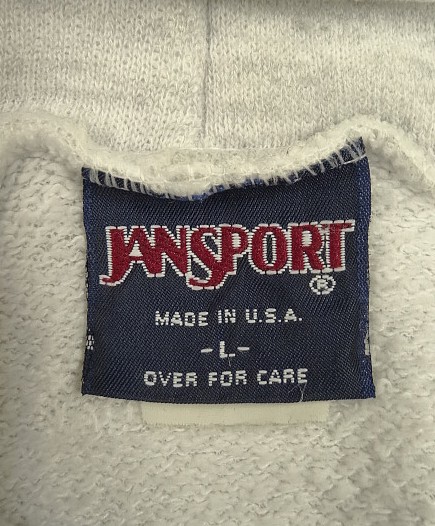 JANSPORT®
MADE IN U.S.A.
-L-
OVER FOR CARE